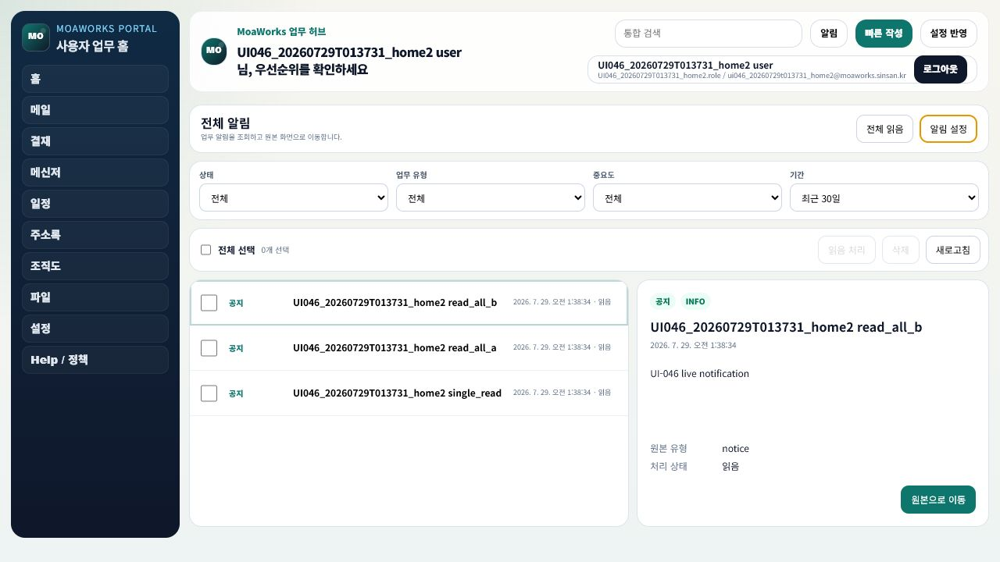 MO
MOAWORKS PORTAL
사용자 업무 홈
홈
메일
결재
메신저
일정
주소록
조직도
파일
설정
Help / 정책
MO
MoaWorks 업무 허브
UI046_20260729T013731_home2 user
님, 우선순위를 확인하세요
통합 검색
알림
빠른 작성
설정 반영
UI046_20260729T013731_home2 user
UI046_20260729T013731_home2.role / ui046_20260729t013731_home2@moaworks.sinsan.kr
로그아웃
전체 알림
업무 알림을 조회하고 원본 화면으로 이동합니다.
전체 읽음
알림 설정
상태
업무 유형
중요도
기간
전체
전체
전체
최근 30일
전체 선택
0개 선택
읽음 처리
삭제
새로고침
공지
UI046_20260729T013731_home2 read_all_b
2026. 7. 29. 오전 1:38:34 · 읽음
공지
UI046_20260729T013731_home2 read_all_a
2026. 7. 29. 오전 1:38:34 · 읽음
공지
UI046_20260729T013731_home2 single_read
2026. 7. 29. 오전 1:38:34 · 읽음
공지
INFO
UI046_20260729T013731_home2 read_all_b
2026. 7. 29. 오전 1:38:34
UI-046 live notification
원본 유형
notice
처리 상태
읽음
원본으로 이동